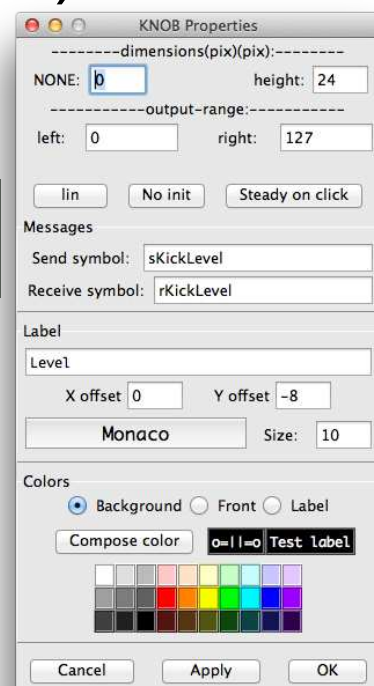 KNOB Properties
--------dimensions(pix)(pix):--------
NONE: 0 height: 24
-----------output-range:-----------
left: 0 right: 127
lin No init Steady on click
Messages
Send symbol: sKickLevel
Receive symbol: rKickLevel
Label
Level
X offset 0 Y offset -8
Monaco Size: 10
Colors
Background Front Label
Compose color o=||=o Test label
Cancel Apply OK